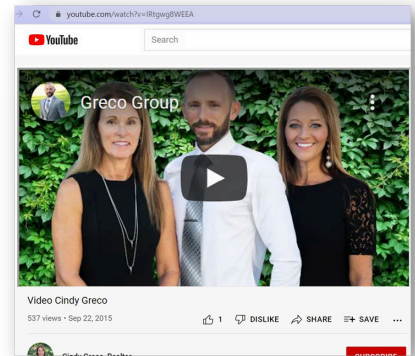 youtube.com/watch?v=lRtgwg8WEEA
YouTube
Search
Greco Group
Video Cindy Greco
537 views • Sep 22, 2015
1 DISLIKE SHARE SAVE ...
Cindy Greco, Realtor
SUBSCRIBE